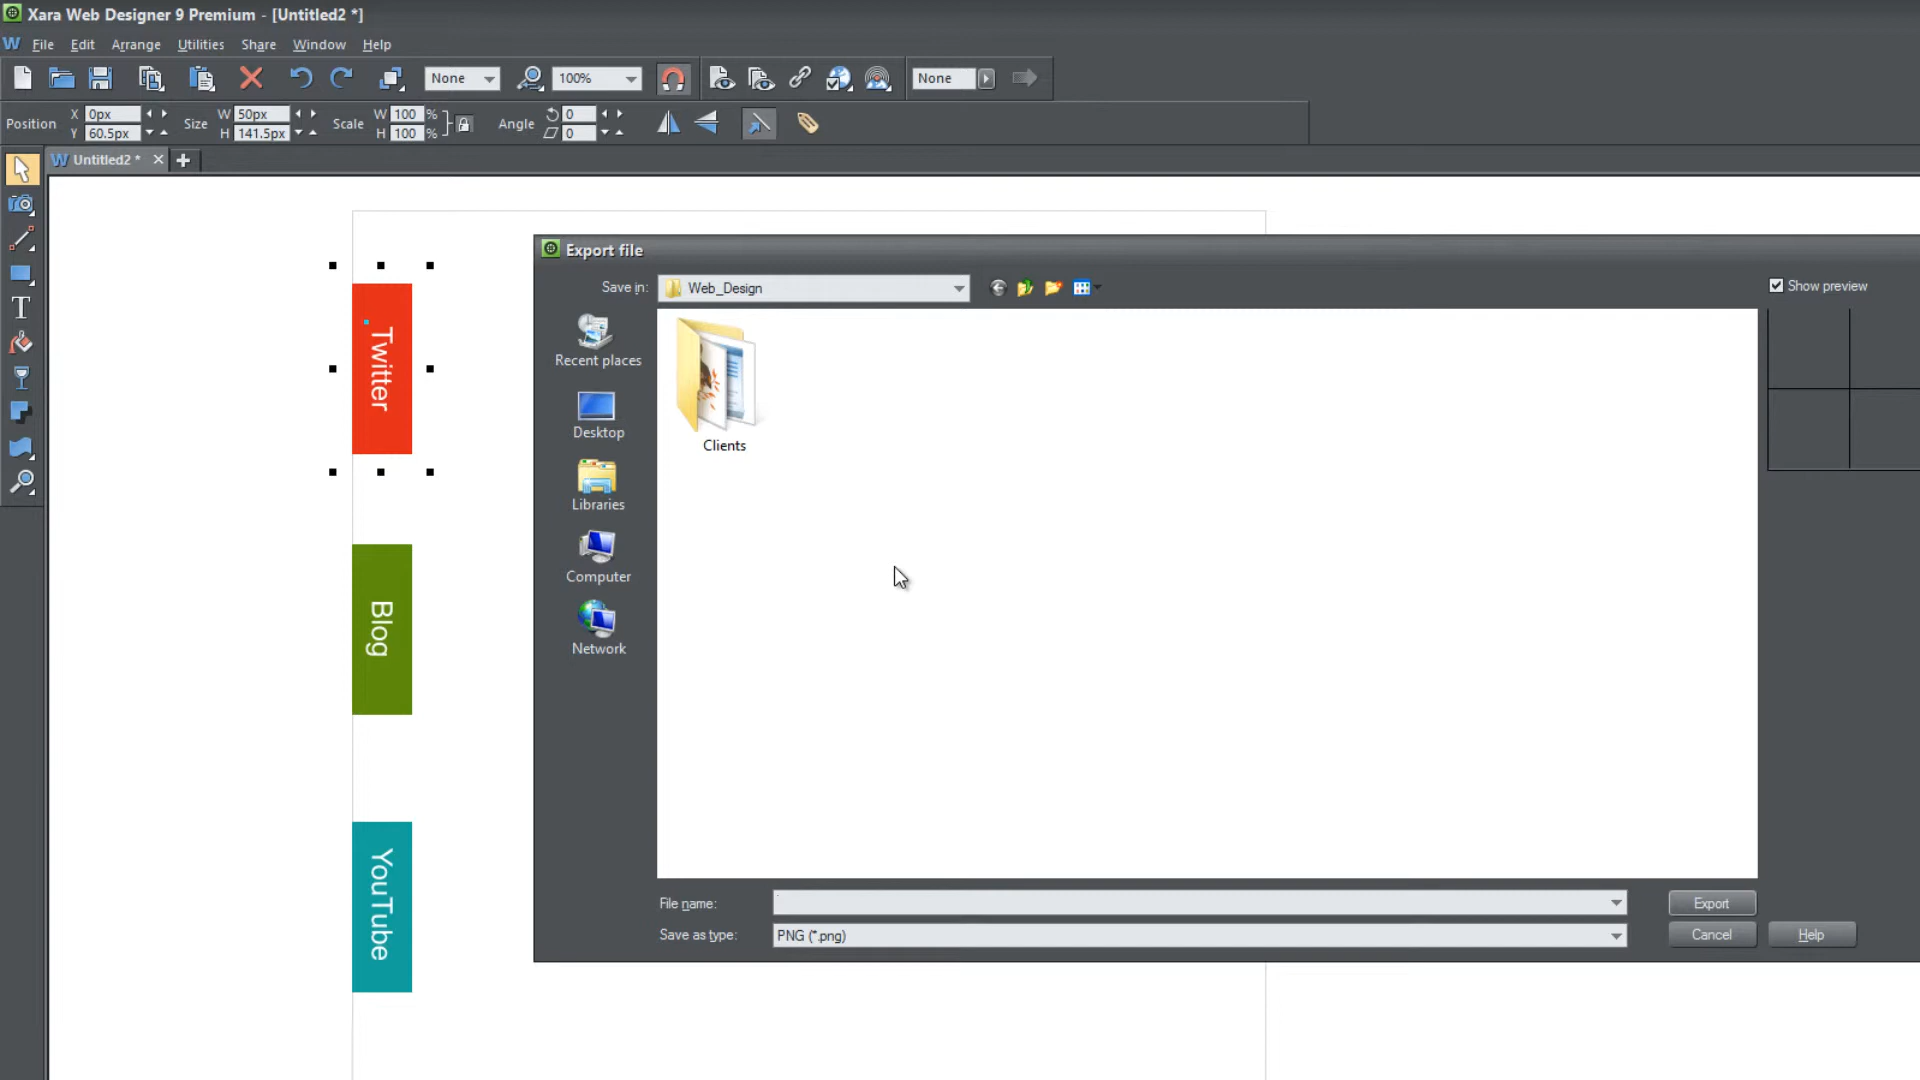 Xara Web Designer 9 Premium - [Untitled2 *]
W File Edit Arrange Utilities Share Window Help
None 100% None
Position X 0px Y 60.5px Size W 50px H 141.5px Scale W 100 % H 100 % Angle 0 0
W Untitled2 *
T
Export file
Save in: Web_Design
Show preview
Recent places
Desktop
Libraries
Computer
Network
Clients
Twitter
Blog
YouTube
File name:
Export
Save as type: PNG (*.png)
Cancel
Help